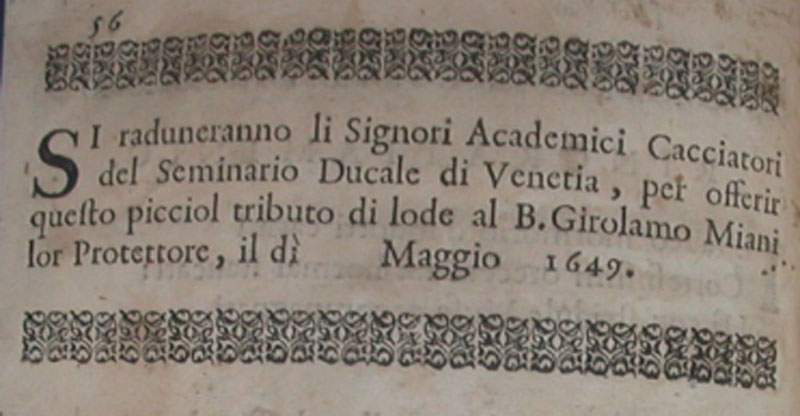 56
SI raduneranno li Signori Academici Cacciatori
del Seminario Ducale di Venetia, per offerir
questo picciol tributo di lode al B. Girolamo Miani
lor Protettore, il dì Maggio 1649.